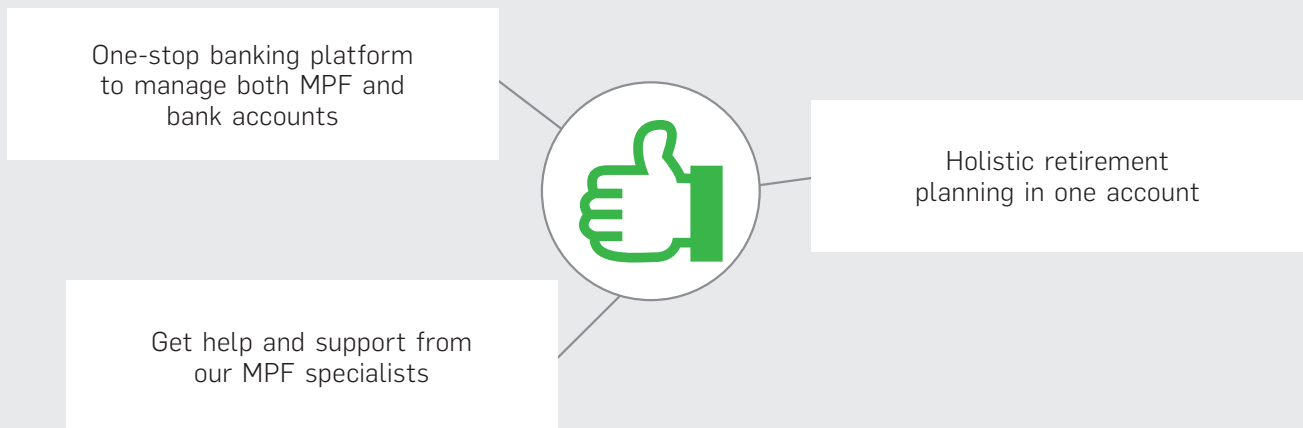 One-stop banking platform
to manage both MPF and
bank accounts
Holistic retirement
planning in one account
Get help and support from
our MPF specialists